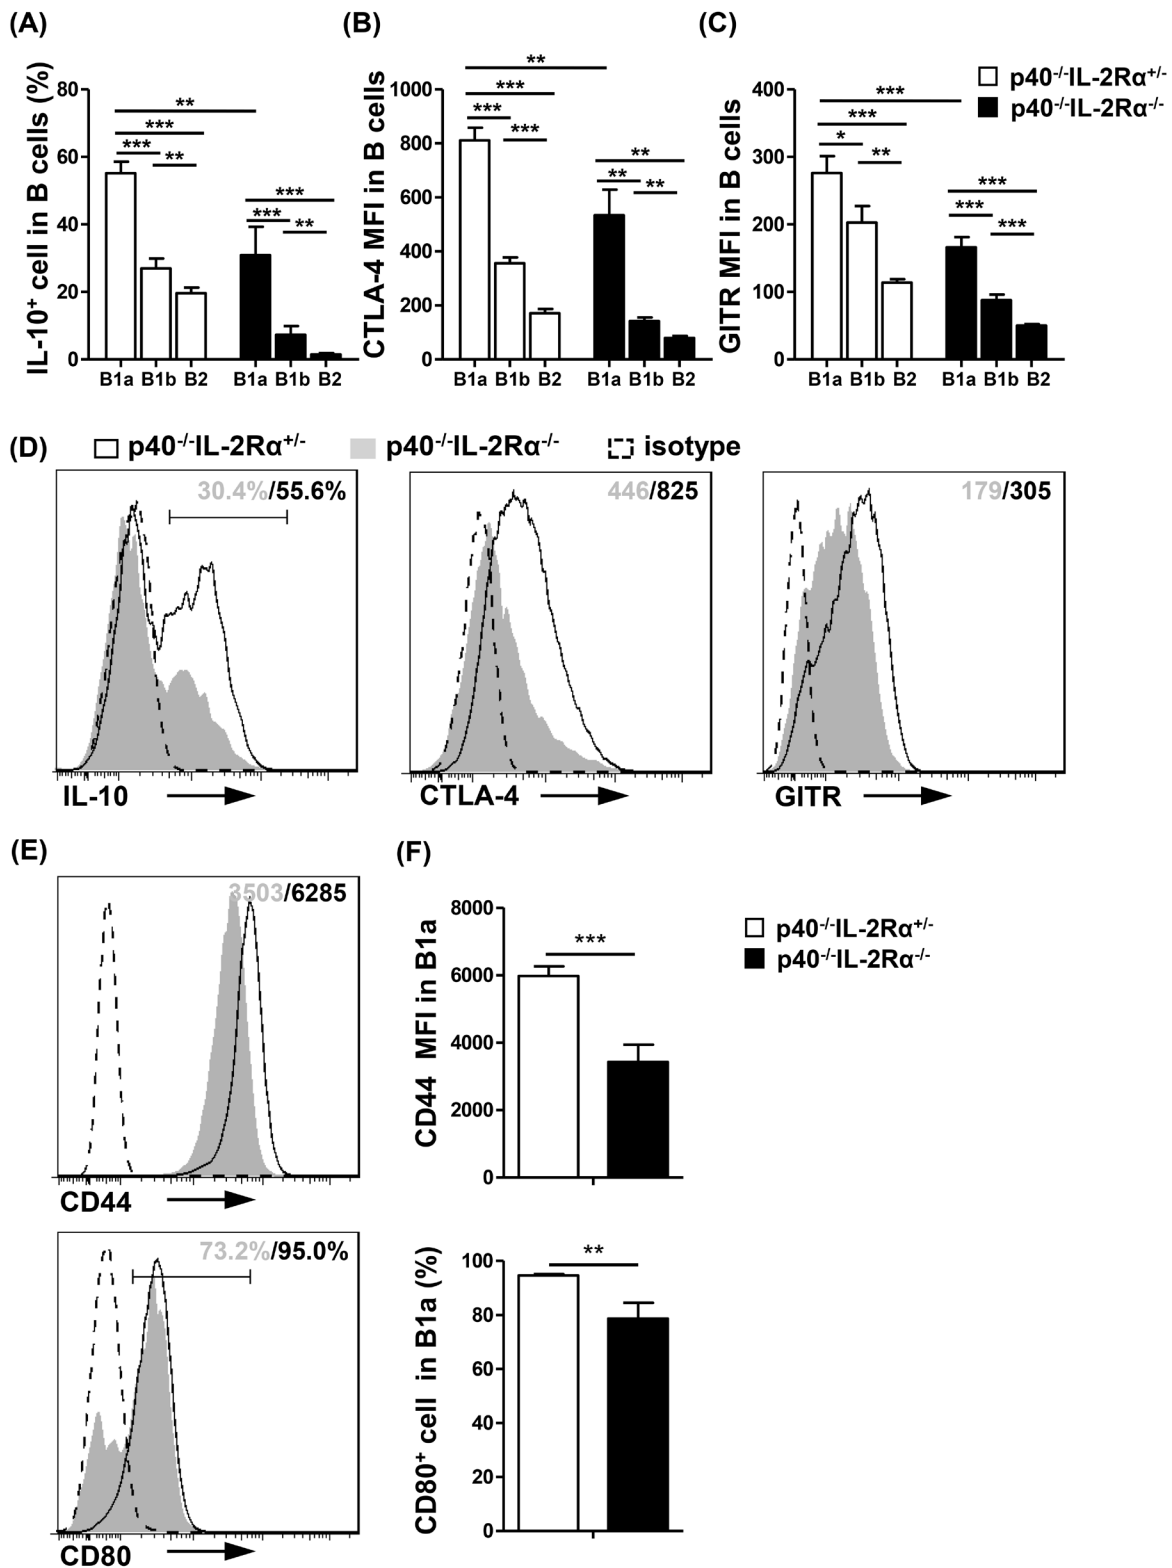 (A)
IL-10⁺ cell in B cells (%)
80
60
40
20
0
**
***
***
**
***
***
**
B1a B1b B2 B1a B1b B2
(B)
CTLA-4 MFI in B cells
1000
800
600
400
200
0
**
***
***
***
**
**
**
B1a B1b B2 B1a B1b B2
(C)
GITR MFI in B cells
400
300
200
100
0
***
***
*
**
***
***
***
B1a B1b B2 B1a B1b B2
p40⁻/⁻IL-2Rα⁺/⁻
p40⁻/⁻IL-2Rα⁻/⁻
(D)
p40⁻/⁻IL-2Rα⁺/⁻ p40⁻/⁻IL-2Rα⁻/⁻ isotype
30.4%/55.6%
IL-10
446/825
CTLA-4
179/305
GITR
(E)
3503/6285
CD44
73.2%/95.0%
CD80
(F)
CD44 MFI in B1a
8000
6000
4000
2000
0
***
p40⁻/⁻IL-2Rα⁺/⁻
p40⁻/⁻IL-2Rα⁻/⁻
CD80⁺ cell in B1a (%)
100
80
60
40
20
0
**